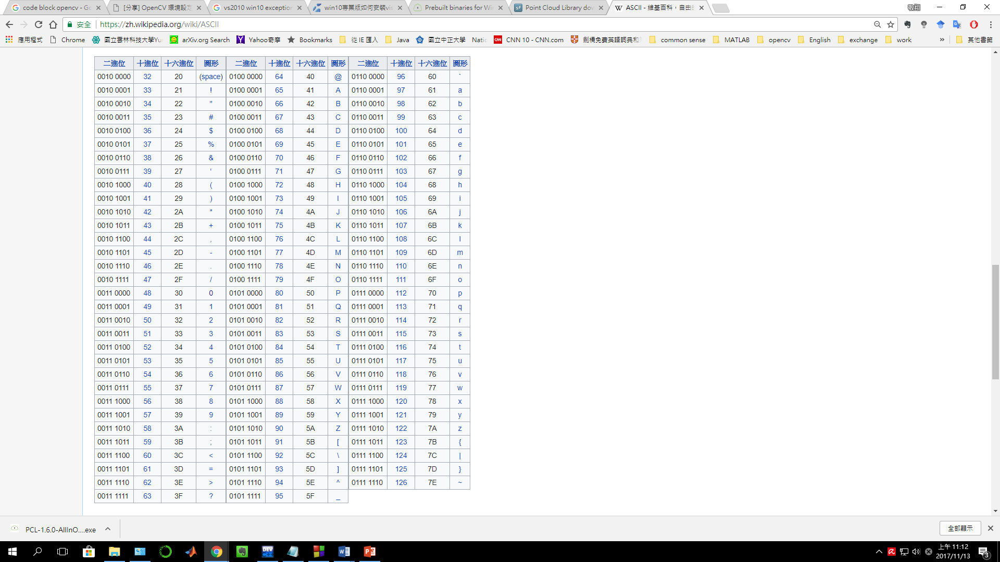 code block opencv - Go
[分享] OpenCV 環境設定
vs2010 win10 exception
win10專業版如何安裝vis
Prebuilt binaries for Wi
Point Cloud Library dow
ASCII - 維基百科，自由的
敬翔
安全 https://zh.wikipedia.org/wiki/ASCII
應用程式 Chrome 國立雲林科技大學Yu arXiv.org Search Yahoo奇摩 Bookmarks 從 IE 匯入 Java 國立中正大學 Natio CNN 10 - CNN.com 劍橋免費英語詞典和 common sense MATLAB opencv English exchange work » 其他書籤
二進位 十進位 十六進位 圖形 二進位 十進位 十六進位 圖形 二進位 十進位 十六進位 圖形
0010 0000 32 20 (space) 0100 0000 64 40 @ 0110 0000 96 60 `
0010 0001 33 21 ! 0100 0001 65 41 A 0110 0001 97 61 a
0010 0010 34 22 " 0100 0010 66 42 B 0110 0010 98 62 b
0010 0011 35 23 # 0100 0011 67 43 C 0110 0011 99 63 c
0010 0100 36 24 $ 0100 0100 68 44 D 0110 0100 100 64 d
0010 0101 37 25 % 0100 0101 69 45 E 0110 0101 101 65 e
0010 0110 38 26 & 0100 0110 70 46 F 0110 0110 102 66 f
0010 0111 39 27 ' 0100 0111 71 47 G 0110 0111 103 67 g
0010 1000 40 28 ( 0100 1000 72 48 H 0110 1000 104 68 h
0010 1001 41 29 ) 0100 1001 73 49 I 0110 1001 105 69 i
0010 1010 42 2A * 0100 1010 74 4A J 0110 1010 106 6A j
0010 1011 43 2B + 0100 1011 75 4B K 0110 1011 107 6B k
0010 1100 44 2C , 0100 1100 76 4C L 0110 1100 108 6C l
0010 1101 45 2D - 0100 1101 77 4D M 0110 1101 109 6D m
0010 1110 46 2E . 0100 1110 78 4E N 0110 1110 110 6E n
0010 1111 47 2F / 0100 1111 79 4F O 0110 1111 111 6F o
0011 0000 48 30 0 0101 0000 80 50 P 0111 0000 112 70 p
0011 0001 49 31 1 0101 0001 81 51 Q 0111 0001 113 71 q
0011 0010 50 32 2 0101 0010 82 52 R 0111 0010 114 72 r
0011 0011 51 33 3 0101 0011 83 53 S 0111 0011 115 73 s
0011 0100 52 34 4 0101 0100 84 54 T 0111 0100 116 74 t
0011 0101 53 35 5 0101 0101 85 55 U 0111 0101 117 75 u
0011 0110 54 36 6 0101 0110 86 56 V 0111 0110 118 76 v
0011 0111 55 37 7 0101 0111 87 57 W 0111 0111 119 77 w
0011 1000 56 38 8 0101 1000 88 58 X 0111 1000 120 78 x
0011 1001 57 39 9 0101 1001 89 59 Y 0111 1001 121 79 y
0011 1010 58 3A : 0101 1010 90 5A Z 0111 1010 122 7A z
0011 1011 59 3B ; 0101 1011 91 5B [ 0111 1011 123 7B {
0011 1100 60 3C < 0101 1100 92 5C \ 0111 1100 124 7C |
0011 1101 61 3D = 0101 1101 93 5D ] 0111 1101 125 7D }
0011 1110 62 3E > 0101 1110 94 5E ^ 0111 1110 126 7E ~
0011 1111 63 3F ? 0101 1111 95 5F _
PCL-1.6.0-AllInO....exe
全部顯示
上午 11:12
2017/11/13
3